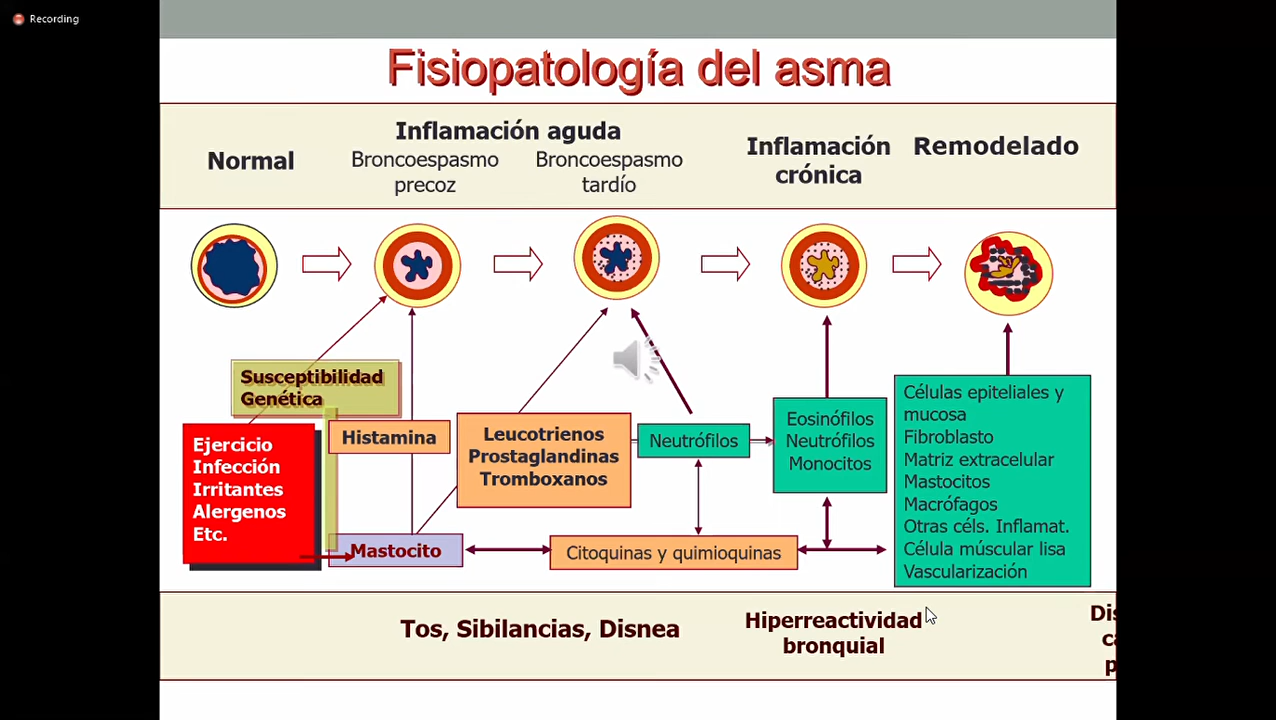 Recording
Fisiopatología del asma
Normal
Inflamación aguda
Broncoespasmo
precoz
Broncoespasmo
tardío
Inflamación
crónica
Remodelado
Susceptibilidad
Genética
Ejercicio
Infección
Irritantes
Alergenos
Etc.
Histamina
Leucotrienos
Prostaglandinas
Tromboxanos
Neutrófilos
Eosinófilos
Neutrófilos
Monocitos
Células epiteliales y
mucosa
Fibroblasto
Matriz extracelular
Mastocitos
Macrófagos
Otras céls. Inflamat.
Célula múscular lisa
Vascularización
Mastocito
Citoquinas y quimioquinas
Tos, Sibilancias, Disnea
Hiperreactividad
bronquial